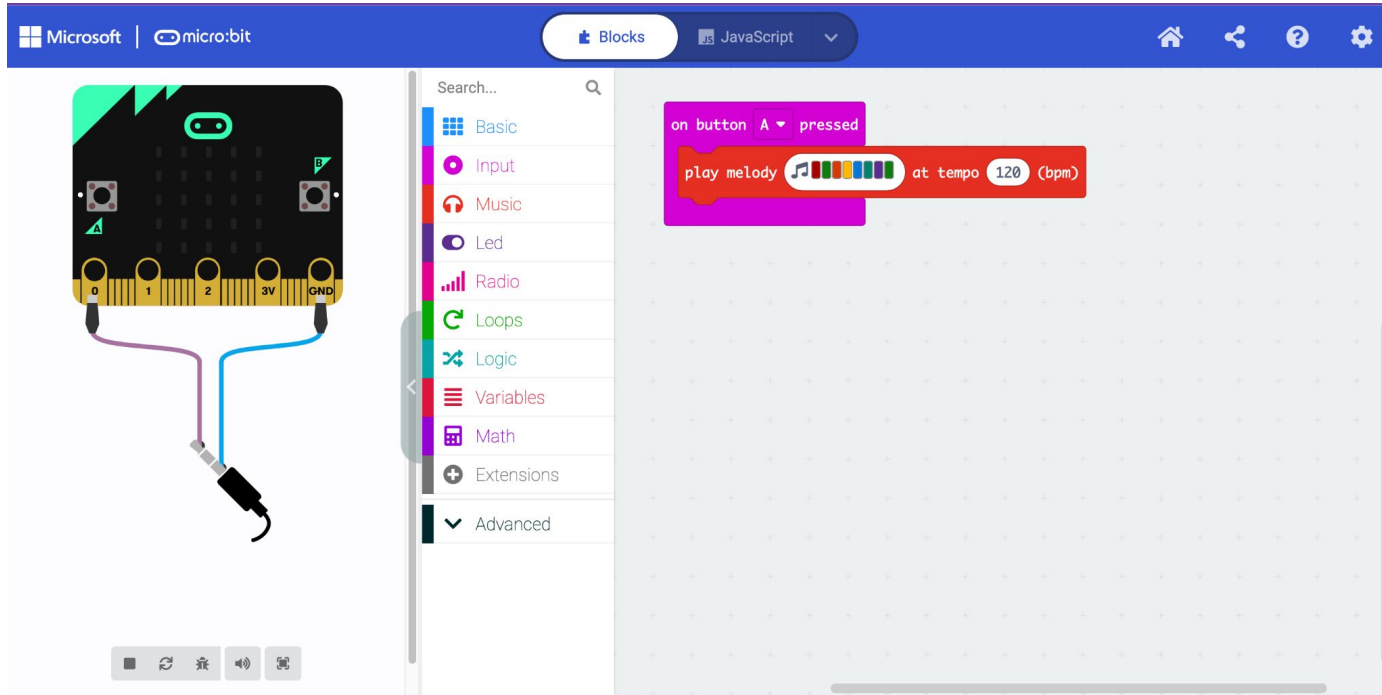 Microsoft micro:bit Blocks JS JavaScript
Search...
Basic
Input
Music
Led
Radio
Loops
Logic
Variables
Math
Extensions
Advanced
B
A
0 1 2 3V GND
on button A pressed
play melody at tempo 120 (bpm)